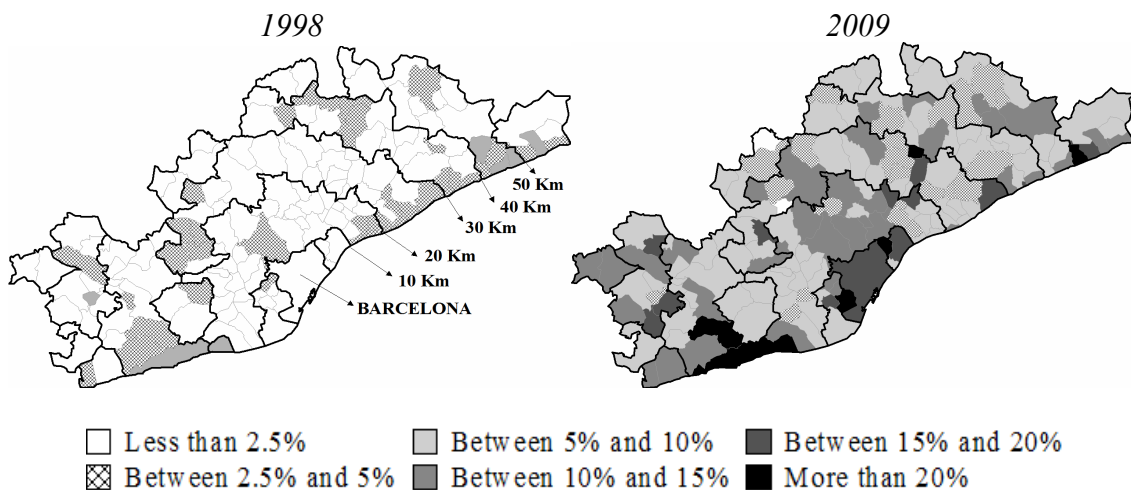 1998
2009
50 Km
40 Km
30 Km
20 Km
10 Km
BARCELONA
Less than 2.5%
Between 5% and 10%
Between 15% and 20%
Between 2.5% and 5%
Between 10% and 15%
More than 20%